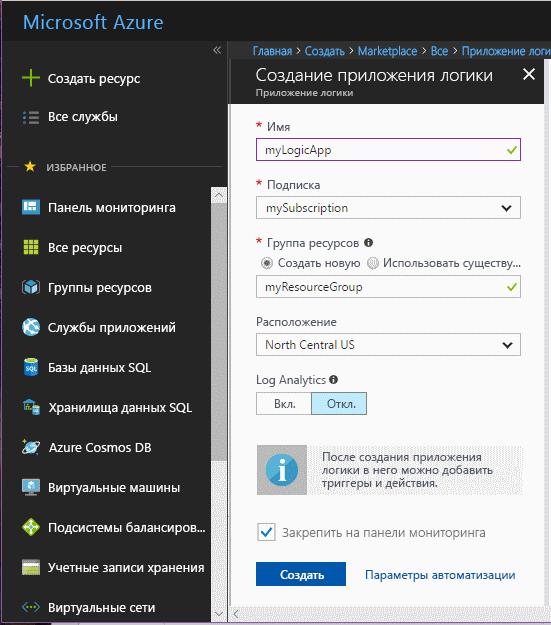 Microsoft Azure
Создать ресурс
Все службы
ИЗБРАННОЕ
Панель мониторинга
Все ресурсы
Группы ресурсов
Службы приложений
Базы данных SQL
Хранилища данных SQL
Azure Cosmos DB
Виртуальные машины
Подсистемы балансиров...
Учетные записи хранения
Виртуальные сети
Главная > Создать > Marketplace > Все > Приложение логи
Создание приложения логики
Приложение логики
* Имя
myLogicApp
* Подписка
mySubscription
* Группа ресурсов
Создать новую Использовать существу...
myResourceGroup
Расположение
North Central US
Log Analytics
Вкл. Откл.
После создания приложения
логики в него можно добавить
триггеры и действия.
Закрепить на панели мониторинга
Создать Параметры автоматизации